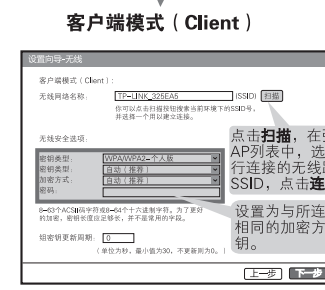 客户端模式（Client）
设置向导-无线
客户端模式（Client）：
无线网络名称： TP-LINK_325EA5 (SSID) 扫描
你可以点击扫描按钮搜索当前环境下的SSID号，
并选择一个用以建立连接。
无线安全选项：
密钥类型： WPA/WPA2-个人版
密钥类型： 自动（推荐）
加密方式： 自动（推荐）
密码：
8-63个ACSII码字符或8-64个十六进制字符。为了更好
的加密，密钥长度应足够长，并不是常用的字段。
组密钥更新周期： 0
（单位为秒，最小值为30，不更新则为0。）
点击扫描，在
AP列表中，选
行连接的无线
SSID，点击连
设置为与所连
相同的加密方
钥。
上一步 下一步